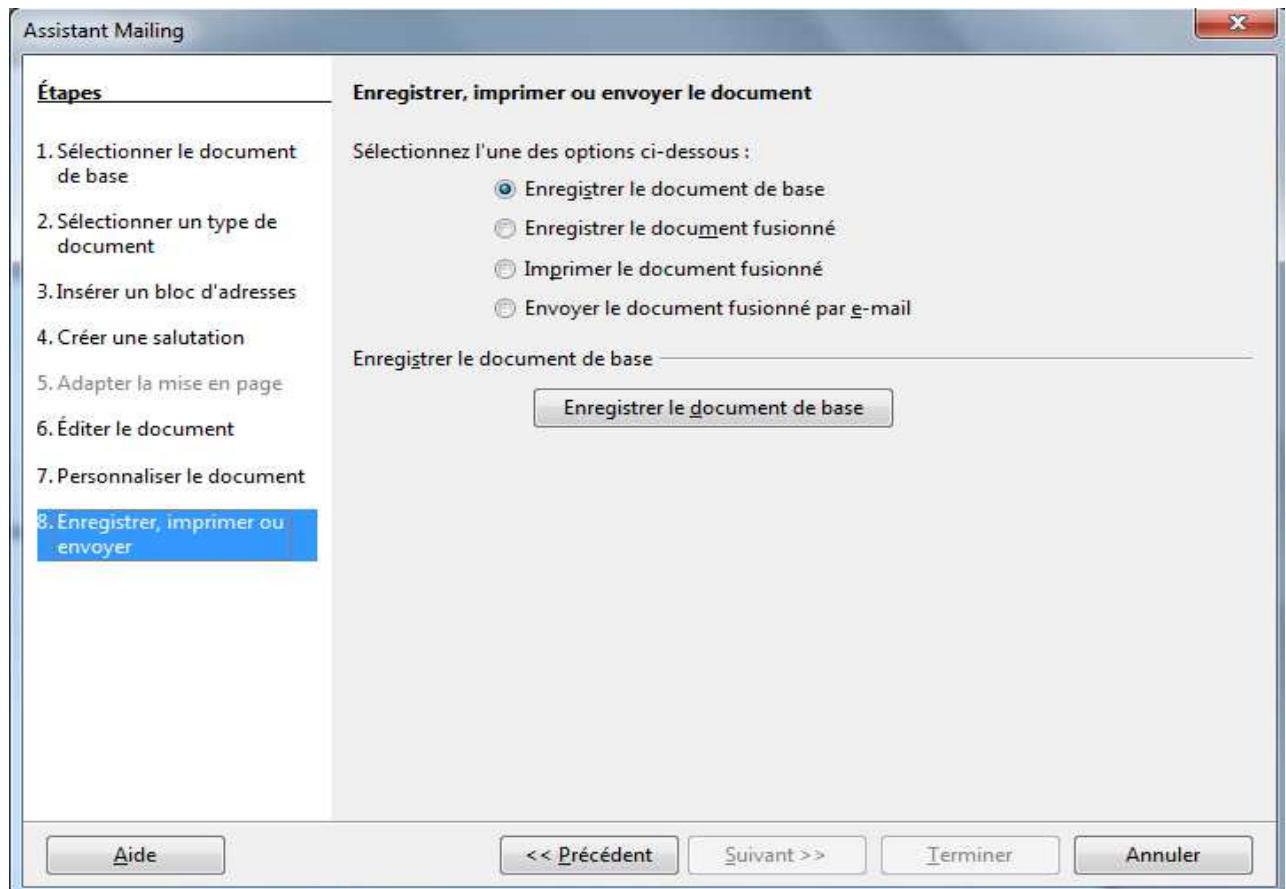 Assistant Mailing
Étapes
1. Sélectionner le document
de base
2. Sélectionner un type de
document
3. Insérer un bloc d'adresses
4. Créer une salutation
5. Adapter la mise en page
6. Éditer le document
7. Personnaliser le document
8. Enregistrer, imprimer ou
envoyer
Enregistrer, imprimer ou envoyer le document
Sélectionnez l'une des options ci-dessous :
Enregistrer le document de base
Enregistrer le document fusionné
Imprimer le document fusionné
Envoyer le document fusionné par e-mail
Enregistrer le document de base
Enregistrer le document de base
Aide
<< Précédent
Suivant >>
Terminer
Annuler